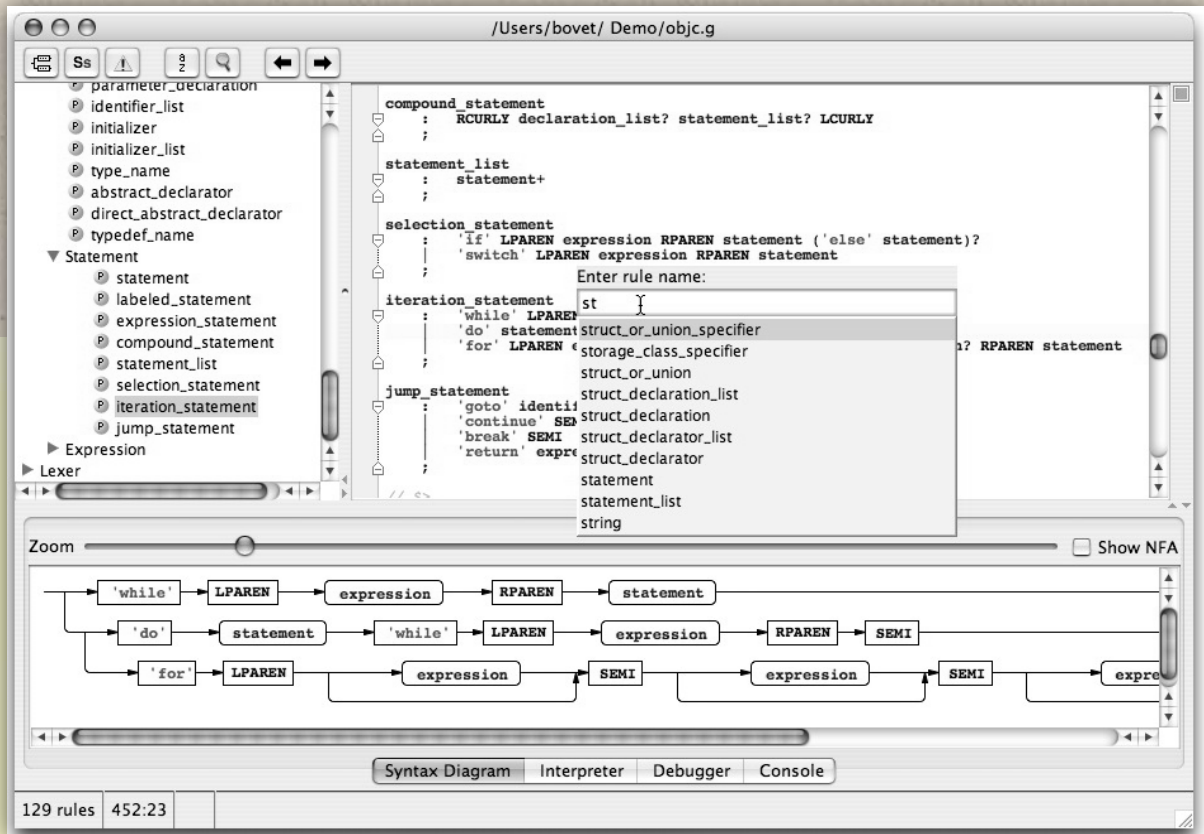 /Users/bovet/ Demo/objc.g
Ss
a
z
parameter_declaration
identifier_list
initializer
initializer_list
type_name
abstract_declarator
direct_abstract_declarator
typedef_name
Statement
statement
labeled_statement
expression_statement
compound_statement
statement_list
selection_statement
iteration_statement
jump_statement
Expression
Lexer
compound_statement
: RCURLY declaration_list? statement_list? LCURLY
;
statement_list
: statement+
;
selection_statement
: 'if' LPAREN expression RPAREN statement ('else' statement)?
| 'switch' LPAREN expression RPAREN statement
;
iteration_statement
: 'while' LPAREN
| 'do' statement
| 'for' LPAREN e ? RPAREN statement
;
jump_statement
: 'goto' identif
| 'continue' SEM
| 'break' SEMI
| 'return' expre
;
Enter rule name:
st
struct_or_union_specifier
storage_class_specifier
struct_or_union
struct_declaration_list
struct_declaration
struct_declarator_list
struct_declarator
statement
statement_list
string
Zoom Show NFA
'while' LPAREN expression RPAREN statement
'do' statement 'while' LPAREN expression RPAREN SEMI
'for' LPAREN expression SEMI expression SEMI expre
Syntax Diagram Interpreter Debugger Console
129 rules 452:23